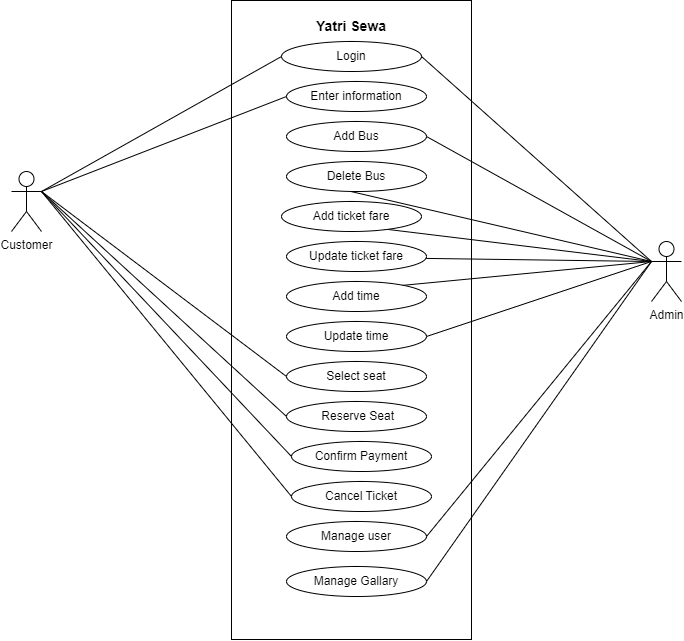 Yatri Sewa
Login
Enter information
Add Bus
Delete Bus
Add ticket fare
Update ticket fare
Add time
Update time
Select seat
Reserve Seat
Confirm Payment
Cancel Ticket
Manage user
Manage Gallary
Customer
Admin